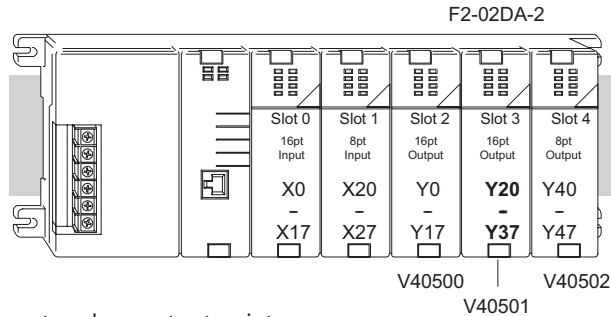 F2-02DA-2
Slot 0 Slot 1 Slot 2 Slot 3 Slot 4
16pt 8pt 16pt 16pt 8pt
Input Input Output Output Output
X0 X20 Y0 Y20 Y40
– – – – –
X17 X27 Y17 Y37 Y47
V40500 V40502
V40501